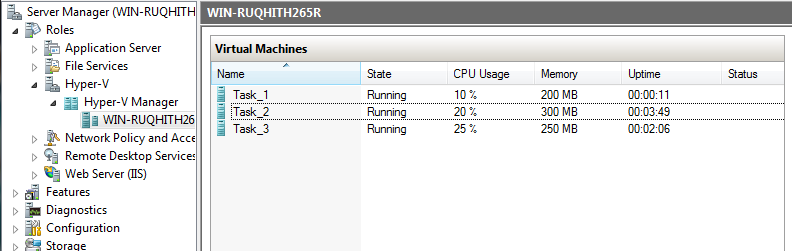 Server Manager (WIN-RUQHITH265R)
Roles
Application Server
File Services
Hyper-V
Hyper-V Manager
WIN-RUQHITH26
Network Policy and Acce
Remote Desktop Services
Web Server (IIS)
Features
Diagnostics
Configuration
Storage
WIN-RUQHITH265R
Virtual Machines
Name State CPU Usage Memory Uptime Status
Task_1 Running 10 % 200 MB 00:00:11
Task_2 Running 20 % 300 MB 00:03:49
Task_3 Running 25 % 250 MB 00:02:06